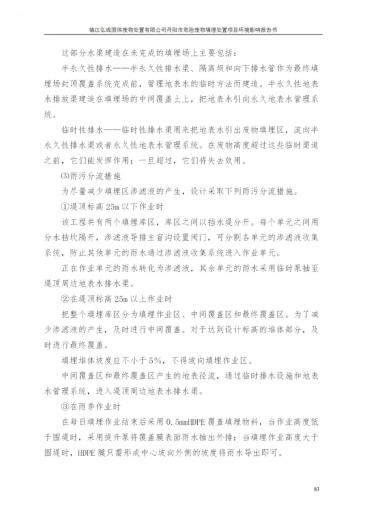 镇江弘成固体废物处置有限公司丹阳市危险废物填埋处置项目环境影响报告书
这部分水渠建造在未完成的填埋场上主要包括：
半永久性排水——半永久性排水渠、隔高坝和向下排水管作为最终填
埋场封顶覆盖系统完成前，管理地表水的临时方法而建造。半永久性地表
水排放渠建造在填埋场的中间覆盖土上，把地表水引向永久地表水管理系
统。
临时性排水——临时性排水渠用来把地表水引出废物填埋区，流向半
永久性排水渠或者永久性地表水管理系统。在废物高度超过这些临时渠道
之前，它们能发挥作用；一旦超过，它们将失去效用。
⑶雨污分流措施
为尽量减少填埋区渗滤液的产生，设计采取下列雨污分流措施。
①堤顶标高 25m 以下作业时
该工程共有两个填埋库区，库区之间以挡水堤分开。每个单元之间用
分水挡坎隔开，渗滤液导排主盲沟设置阀门，可分割各单元的渗滤液收集
系统，防止其他单元的雨水通过渗滤液收集系统进入作业单元。
正在作业单元的雨水转化为渗滤液，其余单元的雨水采用临时泵抽至
堤顶周边地表水排水渠。
②在堤顶标高 25m 以上作业时
把整个填埋库区分为填埋作业区、中间覆盖区和最终覆盖区。为了减
少渗滤液的产生，及时进行中间覆盖。对于达到设计标高的堆体部分，及
时进行最终覆盖。
填埋堆体坡度应不小于 5%，不得坡向填埋作业区。
中间覆盖区和最终覆盖区产生的地表径流，通过临时排水设施和地表
水管理系统，进入堤顶周边地表水排水渠。
③在雨季作业时
在每日填埋作业结束后采用 0.5mmHDPE 覆盖填埋物料，当作业高度低
于围堤时，采用提升泵将覆盖膜表面雨水抽出外排；当填埋作业高度大于
围堤时，HDPE 膜只需形成中心坡向外侧的坡度将雨水导出即可。
83